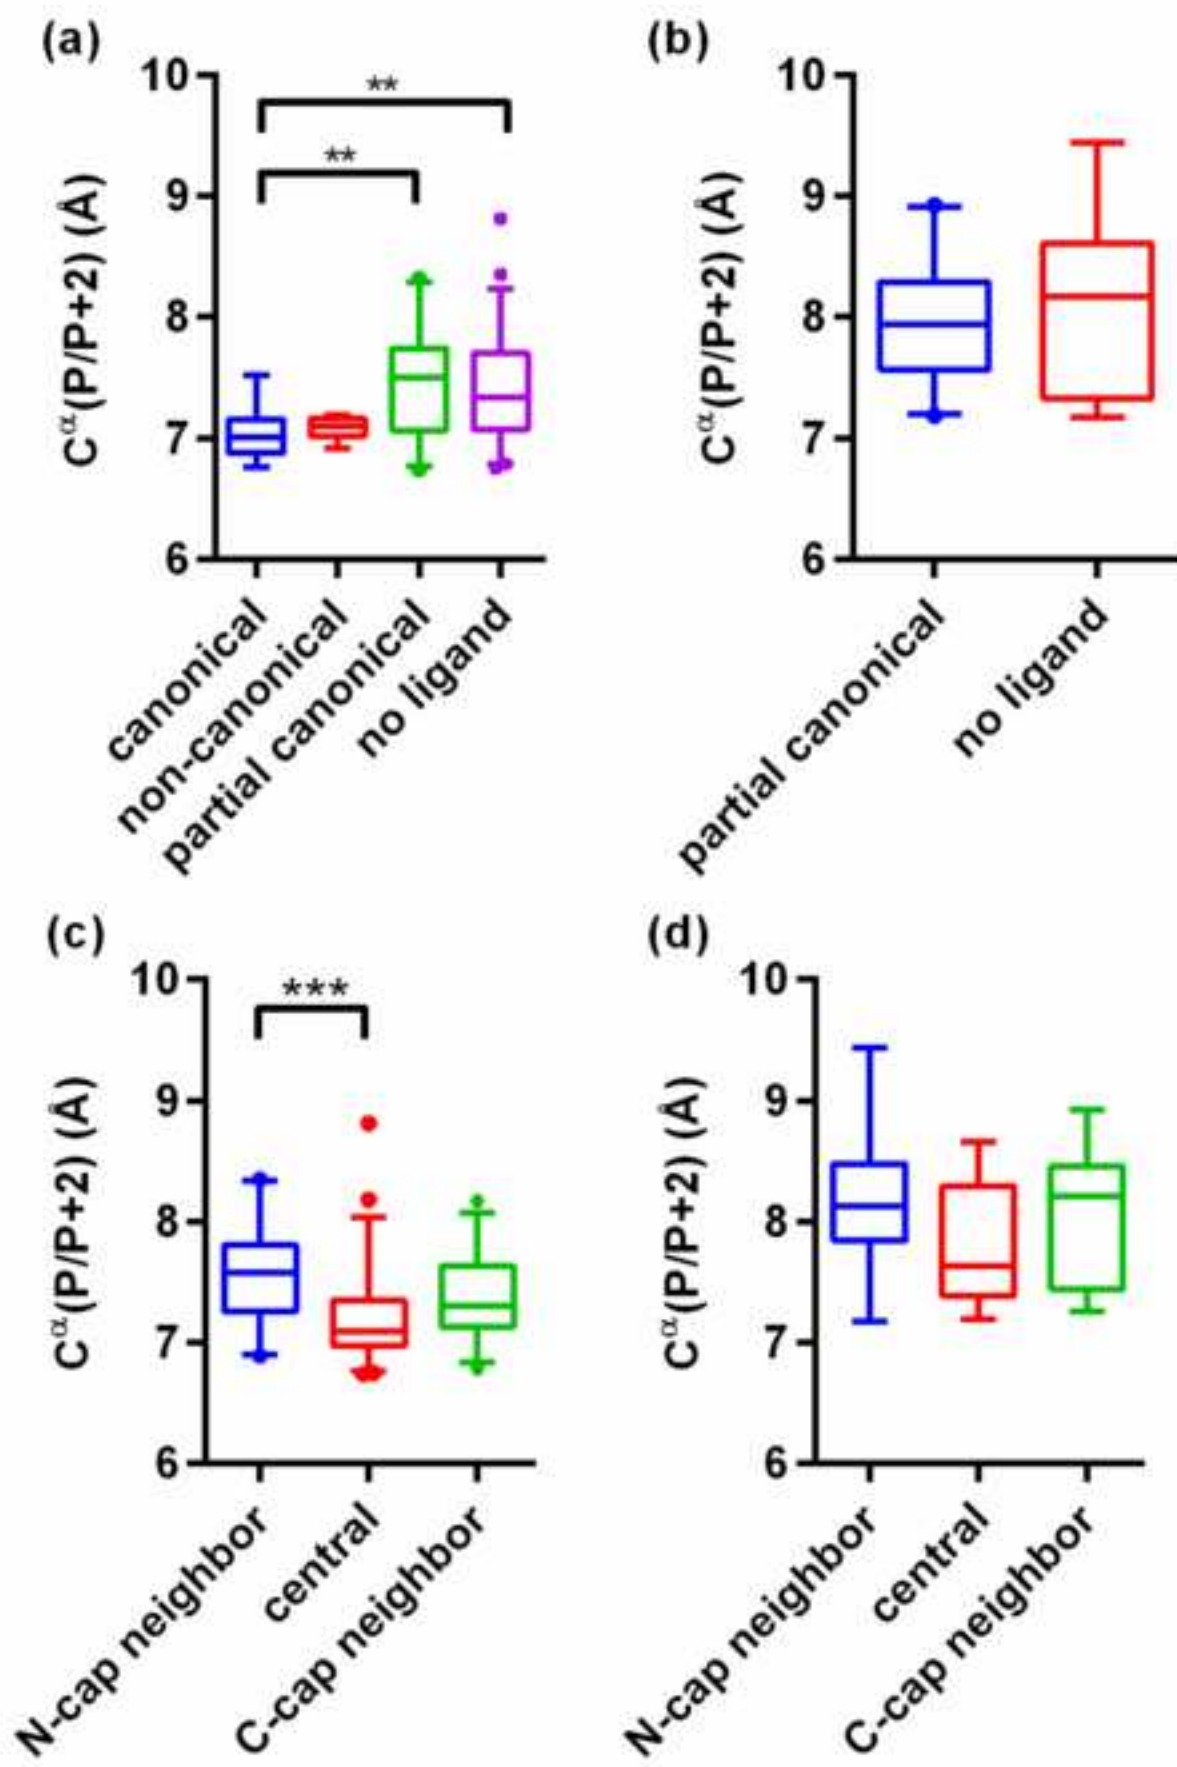 (a)
10
9
8
7
6
Cα(P/P+2) (Å)
**
**
canonical
non-canonical
partial canonical
no ligand
(b)
10
9
8
7
6
Cα(P/P+2) (Å)
partial canonical
no ligand
(c)
10
9
8
7
6
Cα(P/P+2) (Å)
***
N-cap neighbor
central
C-cap neighbor
(d)
10
9
8
7
6
Cα(P/P+2) (Å)
N-cap neighbor
central
C-cap neighbor